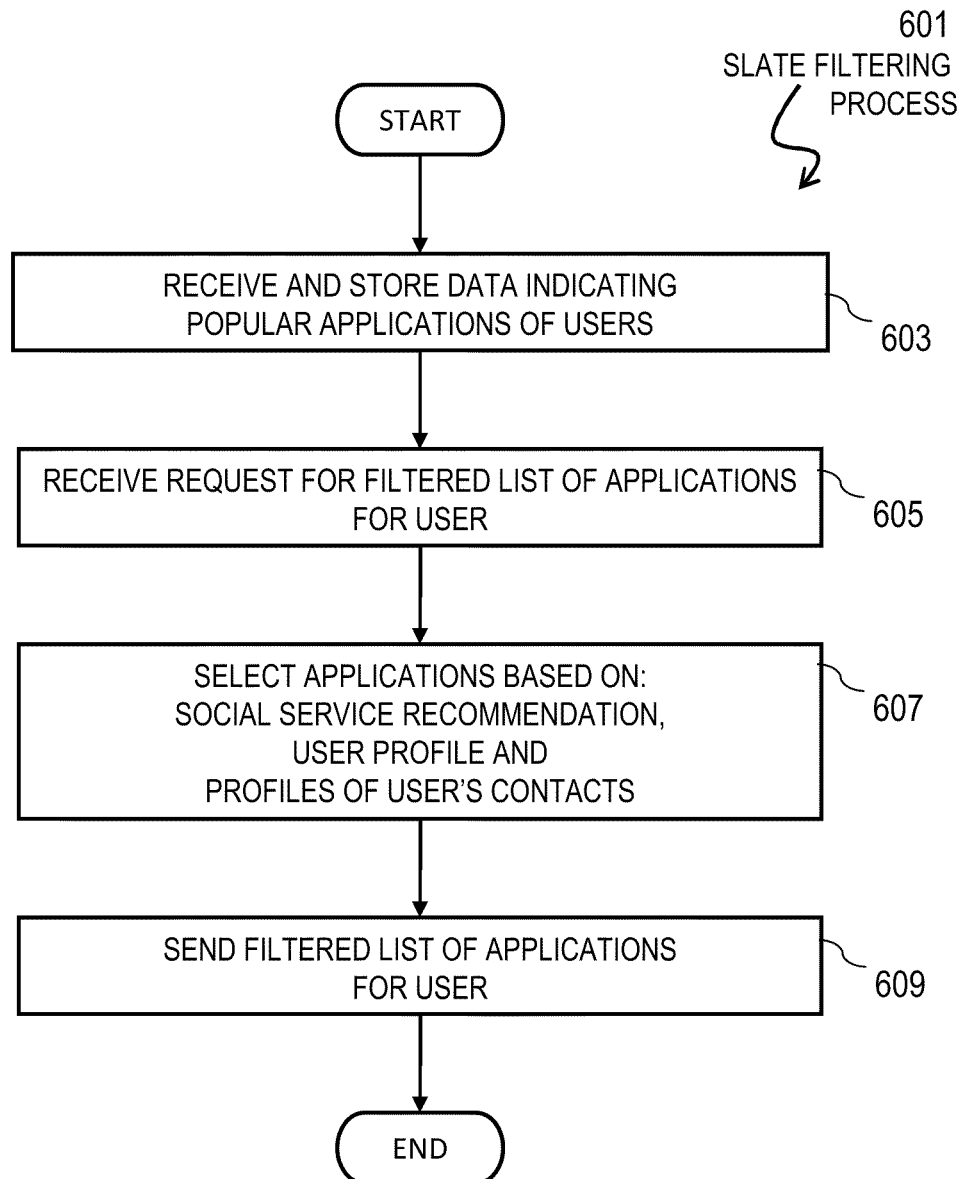 601
SLATE FILTERING
PROCESS
START
RECEIVE AND STORE DATA INDICATING
POPULAR APPLICATIONS OF USERS
603
RECEIVE REQUEST FOR FILTERED LIST OF APPLICATIONS
FOR USER
605
SELECT APPLICATIONS BASED ON:
SOCIAL SERVICE RECOMMENDATION,
USER PROFILE AND
PROFILES OF USER'S CONTACTS
607
SEND FILTERED LIST OF APPLICATIONS
FOR USER
609
END